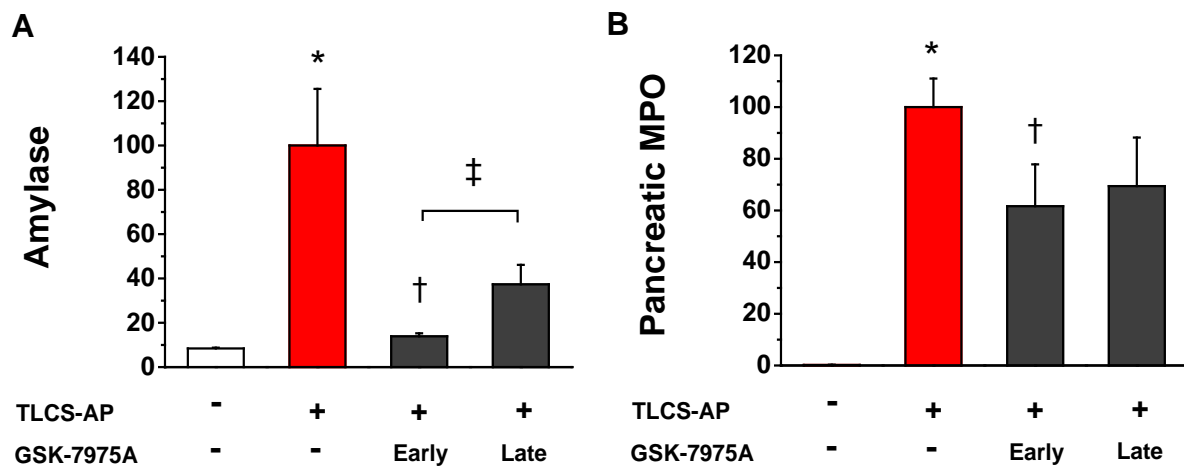 A
Amylase
140
120
100
80
60
40
20
0
*
†
‡
TLCS-AP - + + +
GSK-7975A - - Early Late
B
Pancreatic MPO
120
100
80
60
40
20
0
*
†
TLCS-AP - + + +
GSK-7975A - - Early Late